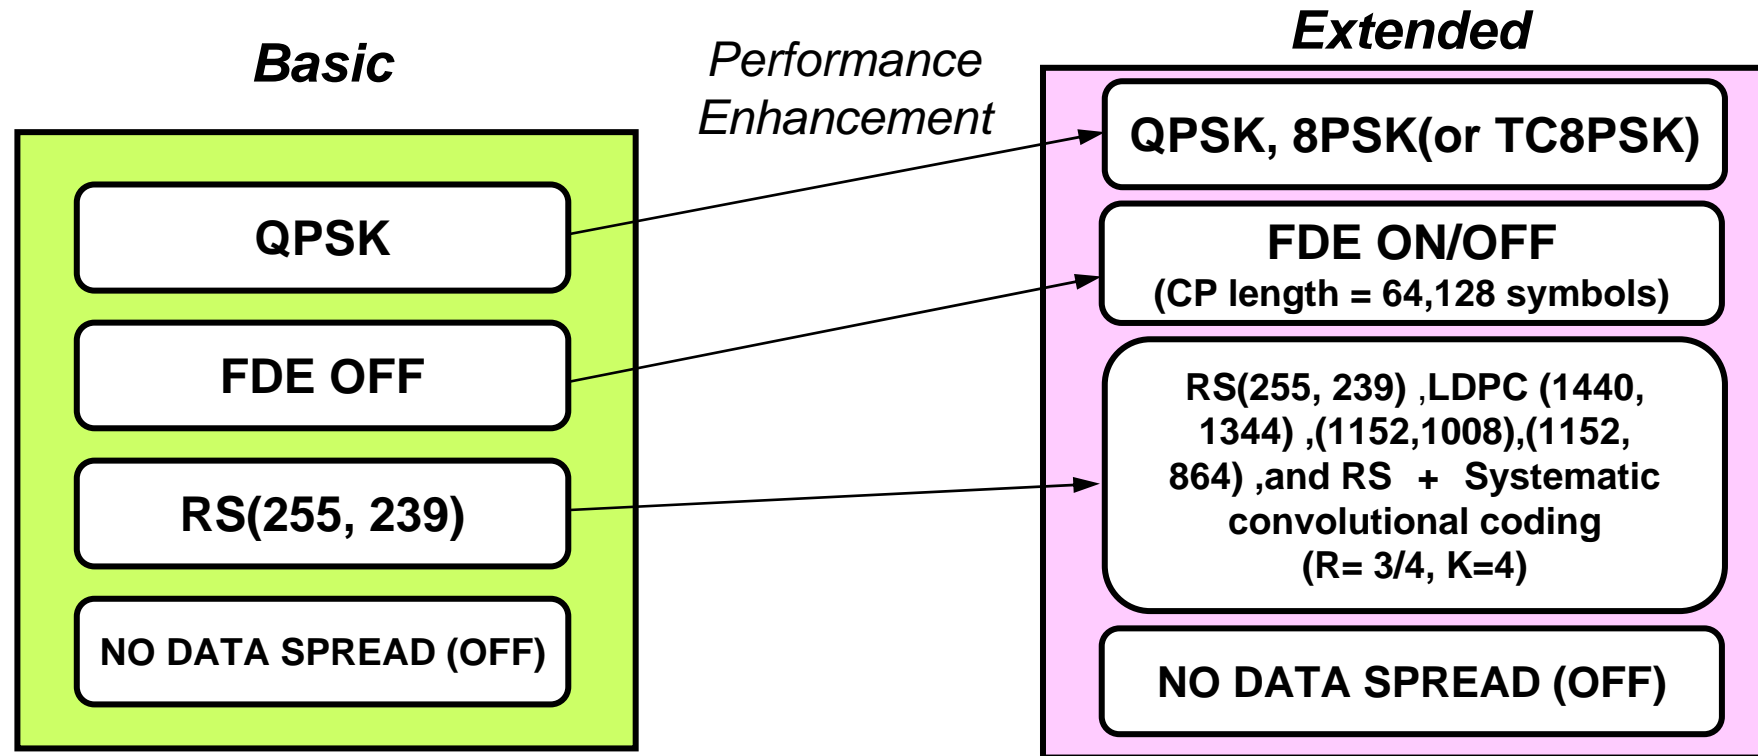 Basic
Performance
Enhancement
Extended
QPSK
FDE OFF
RS(255, 239)
NO DATA SPREAD (OFF)
QPSK, 8PSK(or TC8PSK)
FDE ON/OFF
(CP length = 64,128 symbols)
RS(255, 239) ,LDPC (1440,
1344) ,(1152,1008),(1152,
864) ,and RS + Systematic
convolutional coding
(R= 3/4, K=4)
NO DATA SPREAD (OFF)